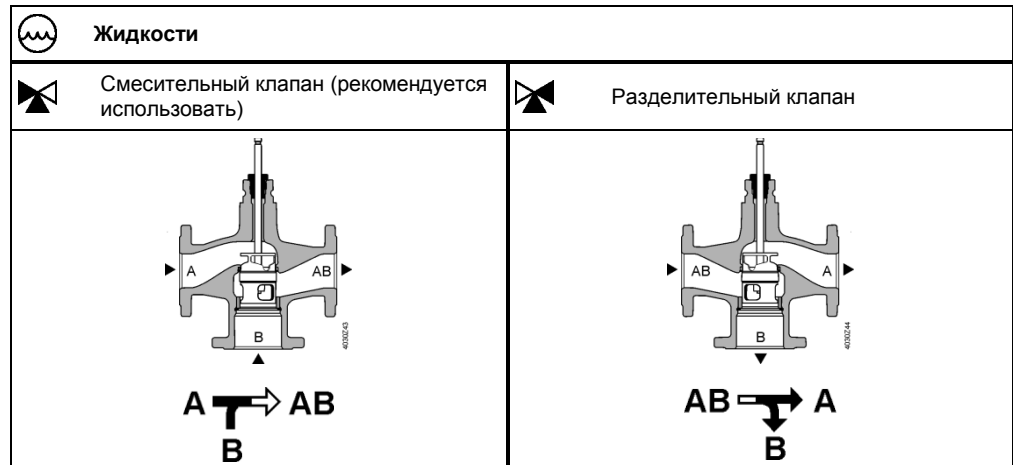 Жидкости
Смесительный клапан (рекомендуется
использовать)
Разделительный клапан
A
AB
B
4030Z43
AB
A
B
4030Z44
A AB
B
AB A
B